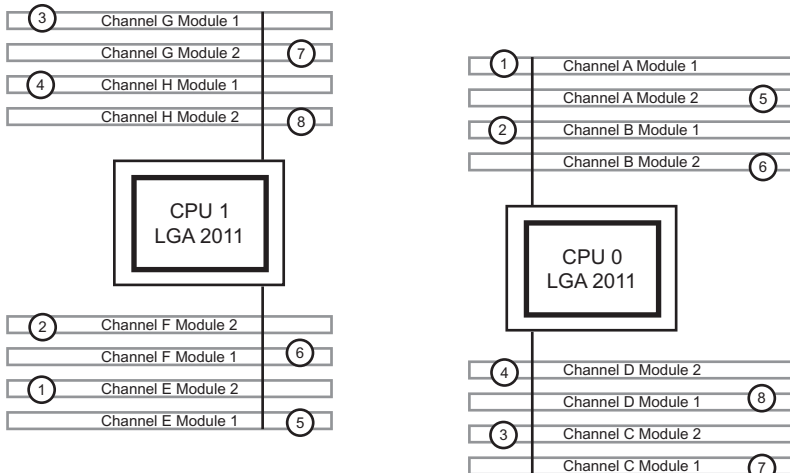 3 Channel G Module 1
Channel G Module 2 7
4 Channel H Module 1
Channel H Module 2 8
CPU 1
LGA 2011
2 Channel F Module 2
Channel F Module 1 6
1 Channel E Module 2
Channel E Module 1 5
1 Channel A Module 1
Channel A Module 2 5
2 Channel B Module 1
Channel B Module 2 6
CPU 0
LGA 2011
4 Channel D Module 2
Channel D Module 1 8
3 Channel C Module 2
Channel C Module 1 7